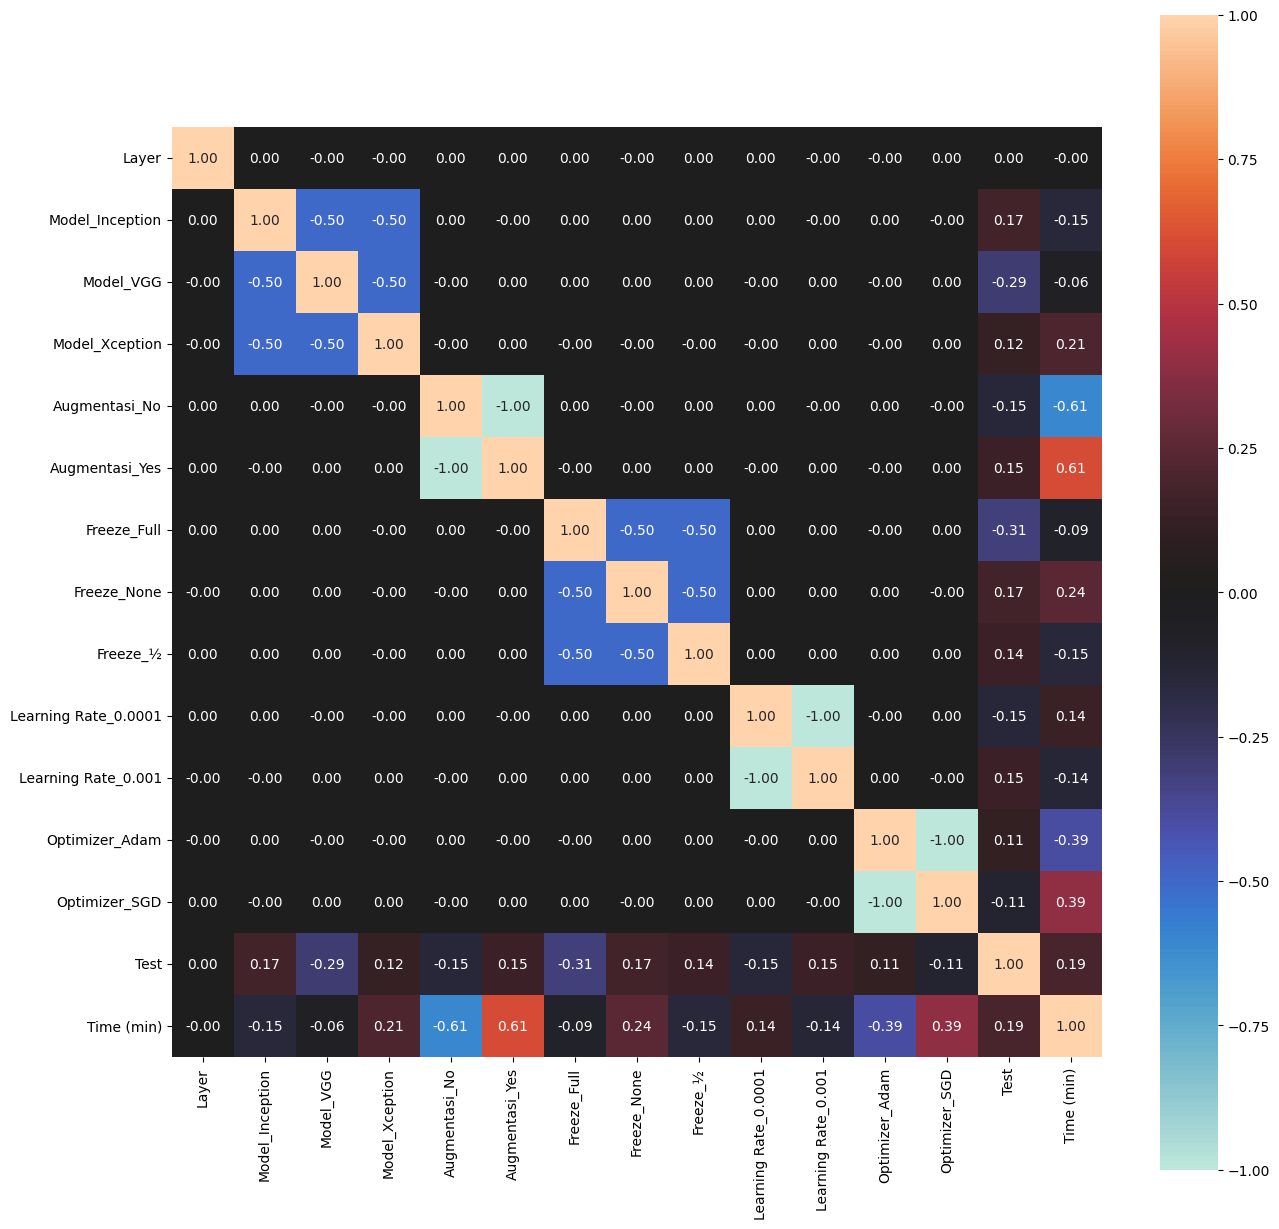 1.00
Layer 1.00 0.00 -0.00 -0.00 0.00 0.00 0.00 -0.00 0.00 0.00 -0.00 -0.00 0.00 0.00 -0.00
0.75
Model_Inception 0.00 1.00 -0.50 -0.50 0.00 -0.00 0.00 0.00 0.00 0.00 -0.00 0.00 -0.00 0.17 -0.15
Model_VGG -0.00 -0.50 1.00 -0.50 -0.00 0.00 0.00 0.00 0.00 -0.00 0.00 -0.00 0.00 -0.29 -0.06
0.50
Model_Xception -0.00 -0.50 -0.50 1.00 -0.00 0.00 -0.00 -0.00 -0.00 -0.00 0.00 -0.00 0.00 0.12 0.21
Augmentasi_No 0.00 0.00 -0.00 -0.00 1.00 -1.00 0.00 -0.00 0.00 0.00 -0.00 0.00 -0.00 -0.15 -0.61
0.25
Augmentasi_Yes 0.00 -0.00 0.00 0.00 -1.00 1.00 -0.00 0.00 0.00 -0.00 0.00 -0.00 0.00 0.15 0.61
Freeze_Full 0.00 0.00 0.00 -0.00 0.00 -0.00 1.00 -0.50 -0.50 0.00 0.00 -0.00 0.00 -0.31 -0.09
0.00
Freeze_None -0.00 0.00 0.00 -0.00 -0.00 0.00 -0.50 1.00 -0.50 0.00 0.00 0.00 -0.00 0.17 0.24
Freeze_½ 0.00 0.00 0.00 -0.00 0.00 0.00 -0.50 -0.50 1.00 0.00 0.00 0.00 0.00 0.14 -0.15
Learning Rate_0.0001 0.00 0.00 -0.00 -0.00 0.00 -0.00 0.00 0.00 0.00 1.00 -1.00 -0.00 0.00 -0.15 0.14
−0.25
Learning Rate_0.001 -0.00 -0.00 0.00 0.00 -0.00 0.00 0.00 0.00 0.00 -1.00 1.00 0.00 -0.00 0.15 -0.14
Optimizer_Adam -0.00 0.00 -0.00 -0.00 0.00 -0.00 -0.00 0.00 0.00 -0.00 0.00 1.00 -1.00 0.11 -0.39
−0.50
Optimizer_SGD 0.00 -0.00 0.00 0.00 -0.00 0.00 0.00 -0.00 0.00 0.00 -0.00 -1.00 1.00 -0.11 0.39
Test 0.00 0.17 -0.29 0.12 -0.15 0.15 -0.31 0.17 0.14 -0.15 0.15 0.11 -0.11 1.00 0.19
Time (min) -0.00 -0.15 -0.06 0.21 -0.61 0.61 -0.09 0.24 -0.15 0.14 -0.14 -0.39 0.39 0.19 1.00
−0.75
−1.00
Layer
Model_Inception
Model_VGG
Model_Xception
Augmentasi_No
Augmentasi_Yes
Freeze_Full
Freeze_None
Freeze_½
Learning Rate_0.0001
Learning Rate_0.001
Optimizer_Adam
Optimizer_SGD
Test
Time (min)